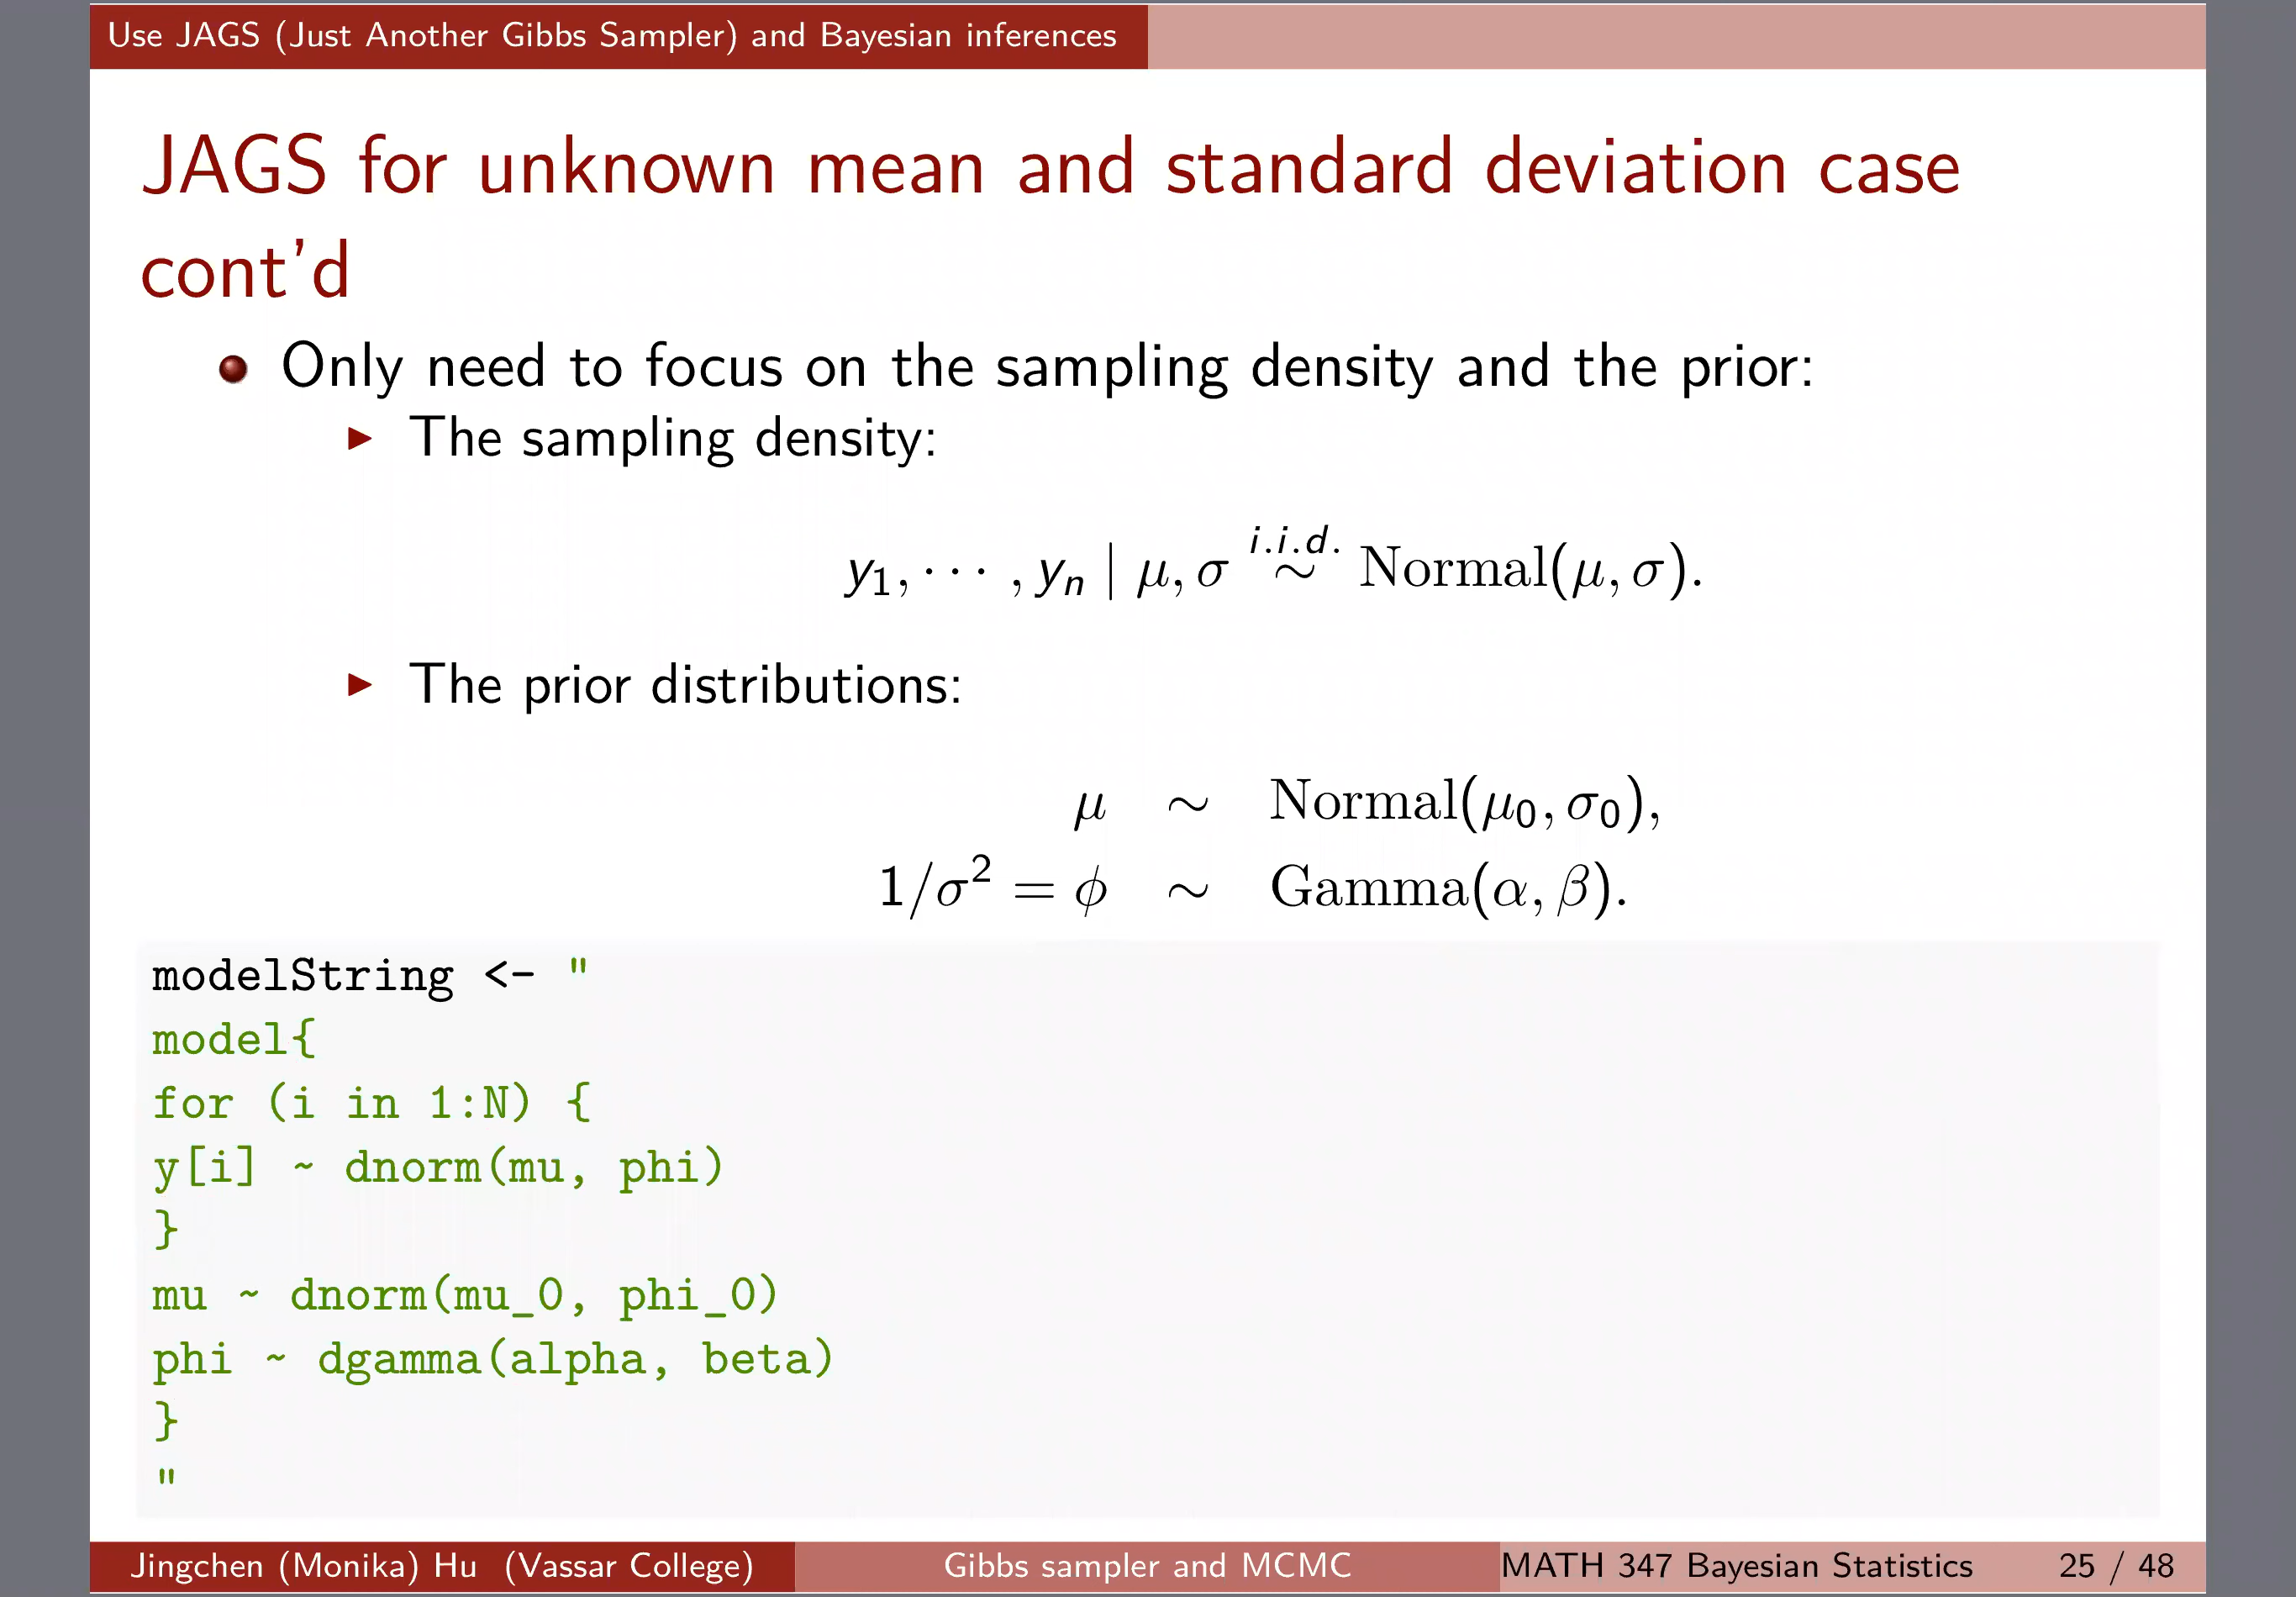 Use JAGS (Just Another Gibbs Sampler) and Bayesian inferences
JAGS for unknown mean and standard deviation case
cont'd
Only need to focus on the sampling density and the prior:
The sampling density:
y₁, ⋯ , yₙ | μ, σ i.i.d. ~ Normal(μ, σ).
The prior distributions:
μ ~ Normal(μ₀, σ₀),
1/σ² = ϕ ~ Gamma(α, β).
modelString <- "
model{
for (i in 1:N) {
y[i] ~ dnorm(mu, phi)
}
mu ~ dnorm(mu_0, phi_0)
phi ~ dgamma(alpha, beta)
}
"
Jingchen (Monika) Hu (Vassar College) Gibbs sampler and MCMC MATH 347 Bayesian Statistics 25 / 48